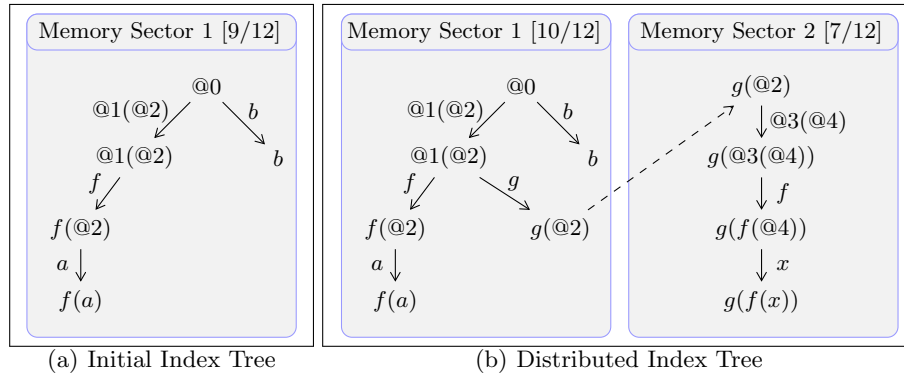 Memory Sector 1 [9/12]
@0
@1(@2)
b
@1(@2)
b
f
f(@2)
a
f(a)
(a) Initial Index Tree
Memory Sector 1 [10/12]
@0
@1(@2)
b
@1(@2)
b
f
g
f(@2)
g(@2)
a
f(a)
Memory Sector 2 [7/12]
g(@2)
@3(@4)
g(@3(@4))
f
g(f(@4))
x
g(f(x))
(b) Distributed Index Tree